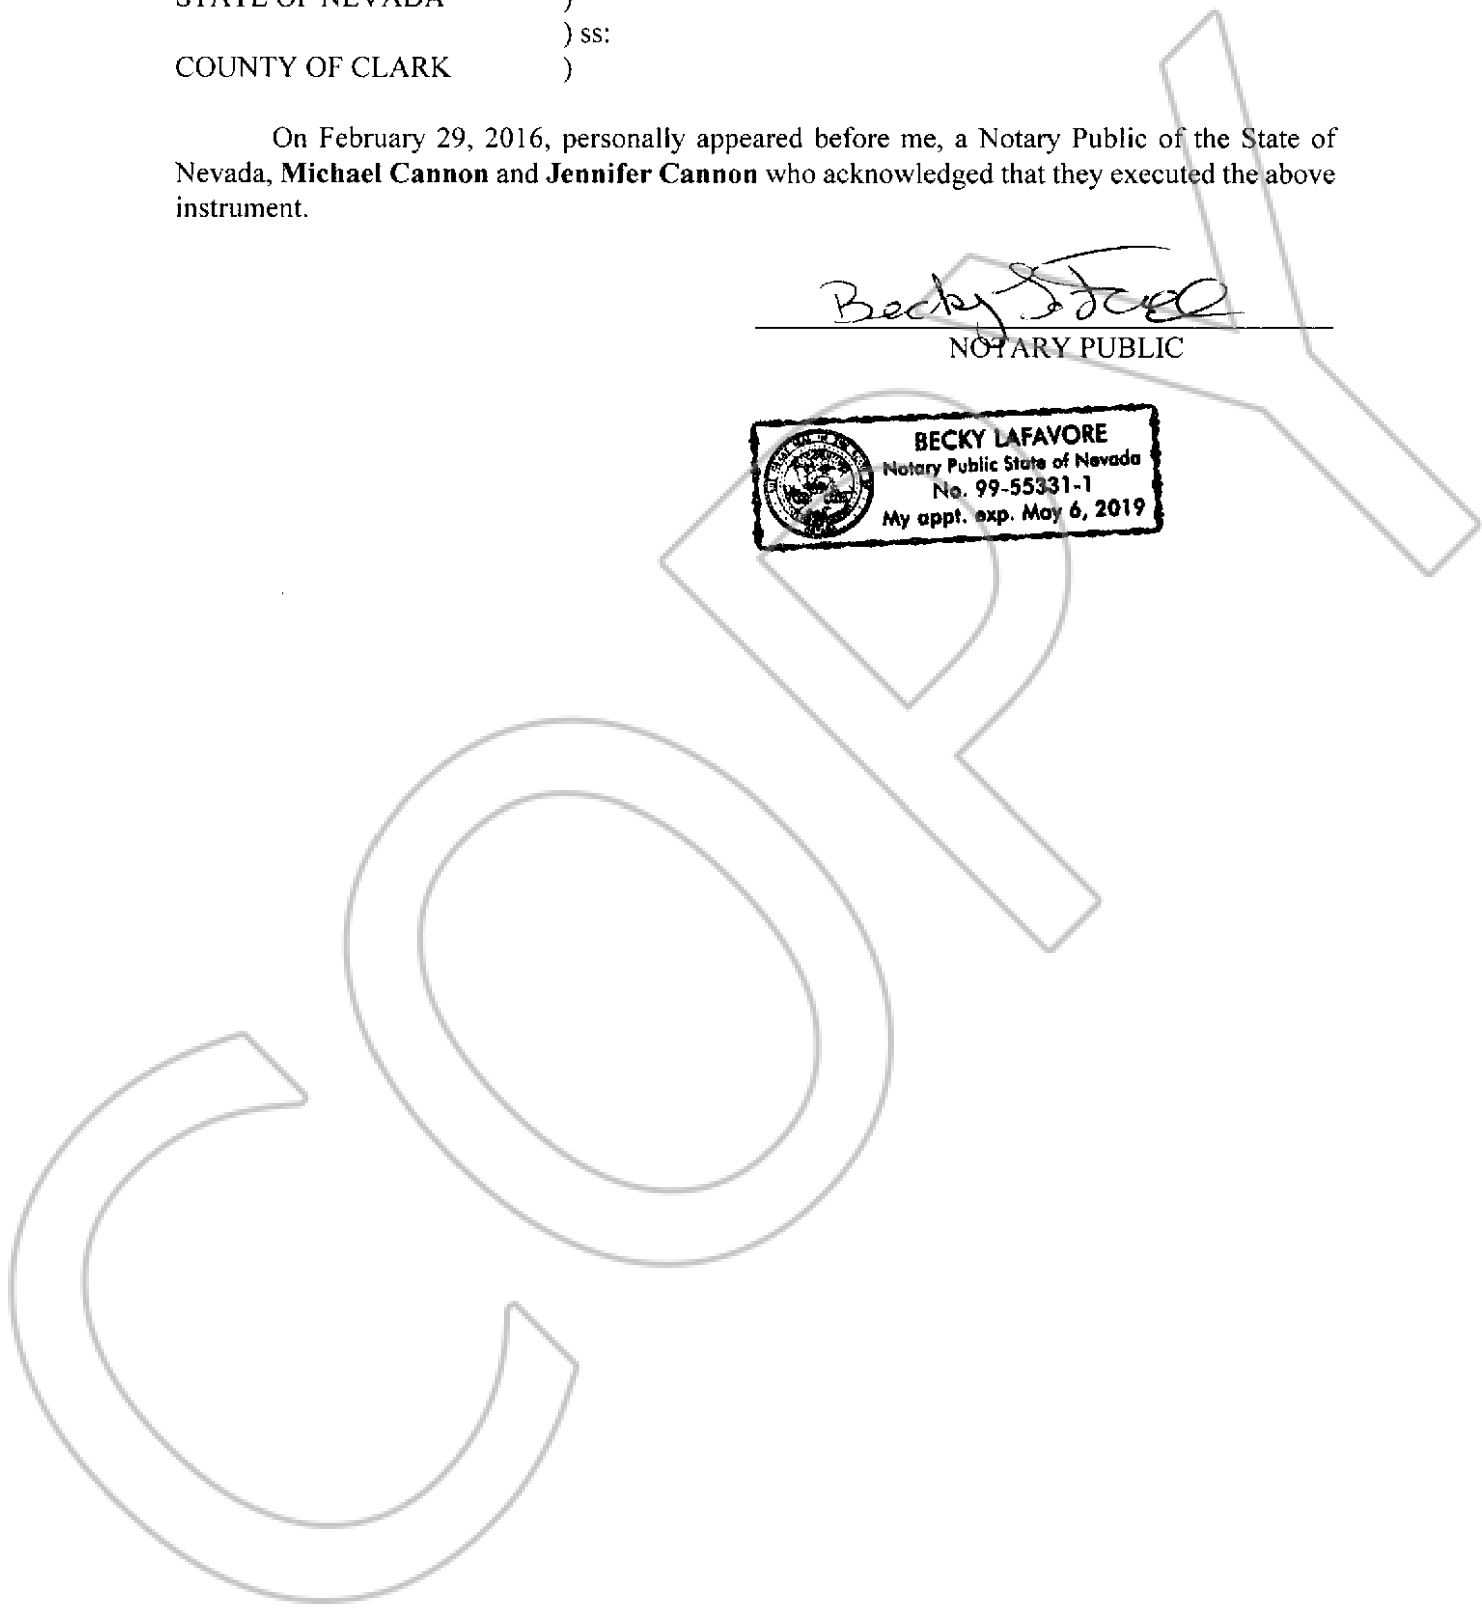 STATE OF NEVADA )
) ss:
COUNTY OF CLARK )
On February 29, 2016, personally appeared before me, a Notary Public of the State of
Nevada, Michael Cannon and Jennifer Cannon who acknowledged that they executed the above
instrument.
Becky
NOTARY PUBLIC
BECKY LAFAVORE
Notary Public State of Nevada
No. 99-55331-1
My appt. exp. May 6, 2019
COPY